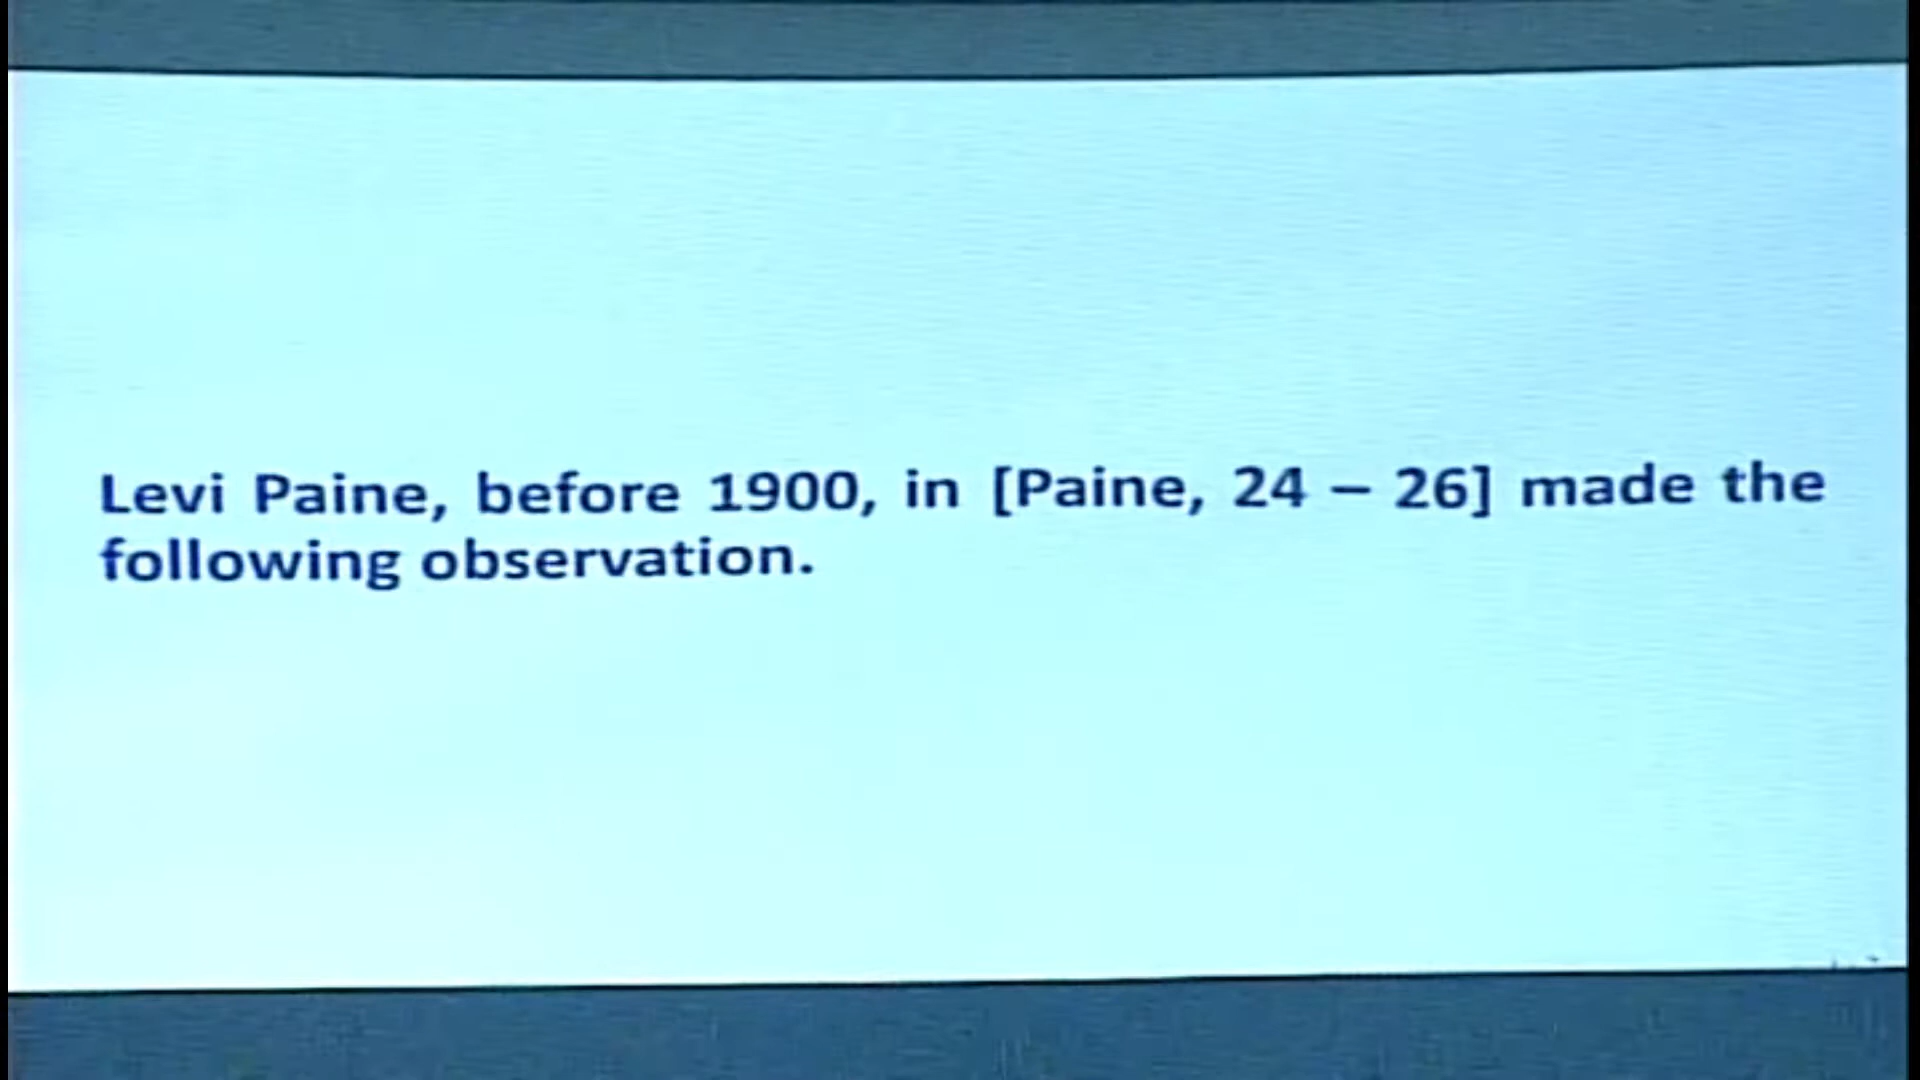 Levi Paine, before 1900, in [Paine, 24 – 26] made the
following observation.